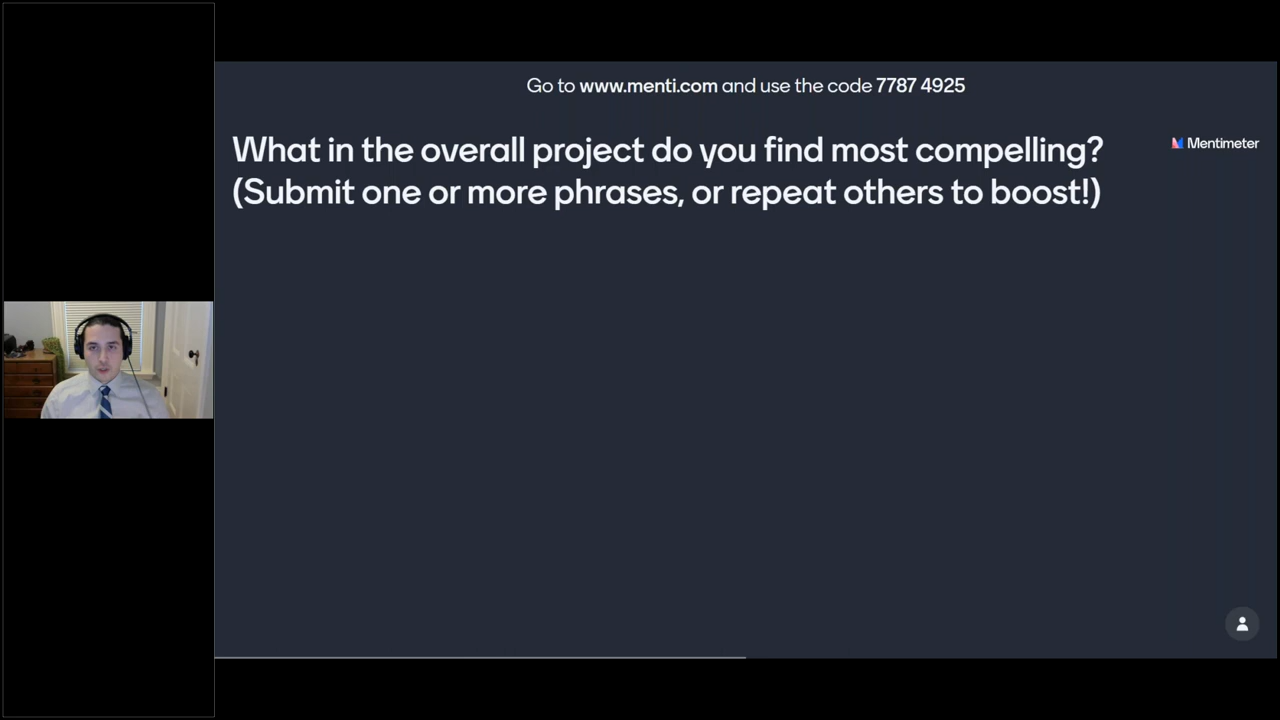 Go to www.menti.com and use the code 7787 4925
What in the overall project do you find most compelling?
(Submit one or more phrases, or repeat others to boost!)
Mentimeter